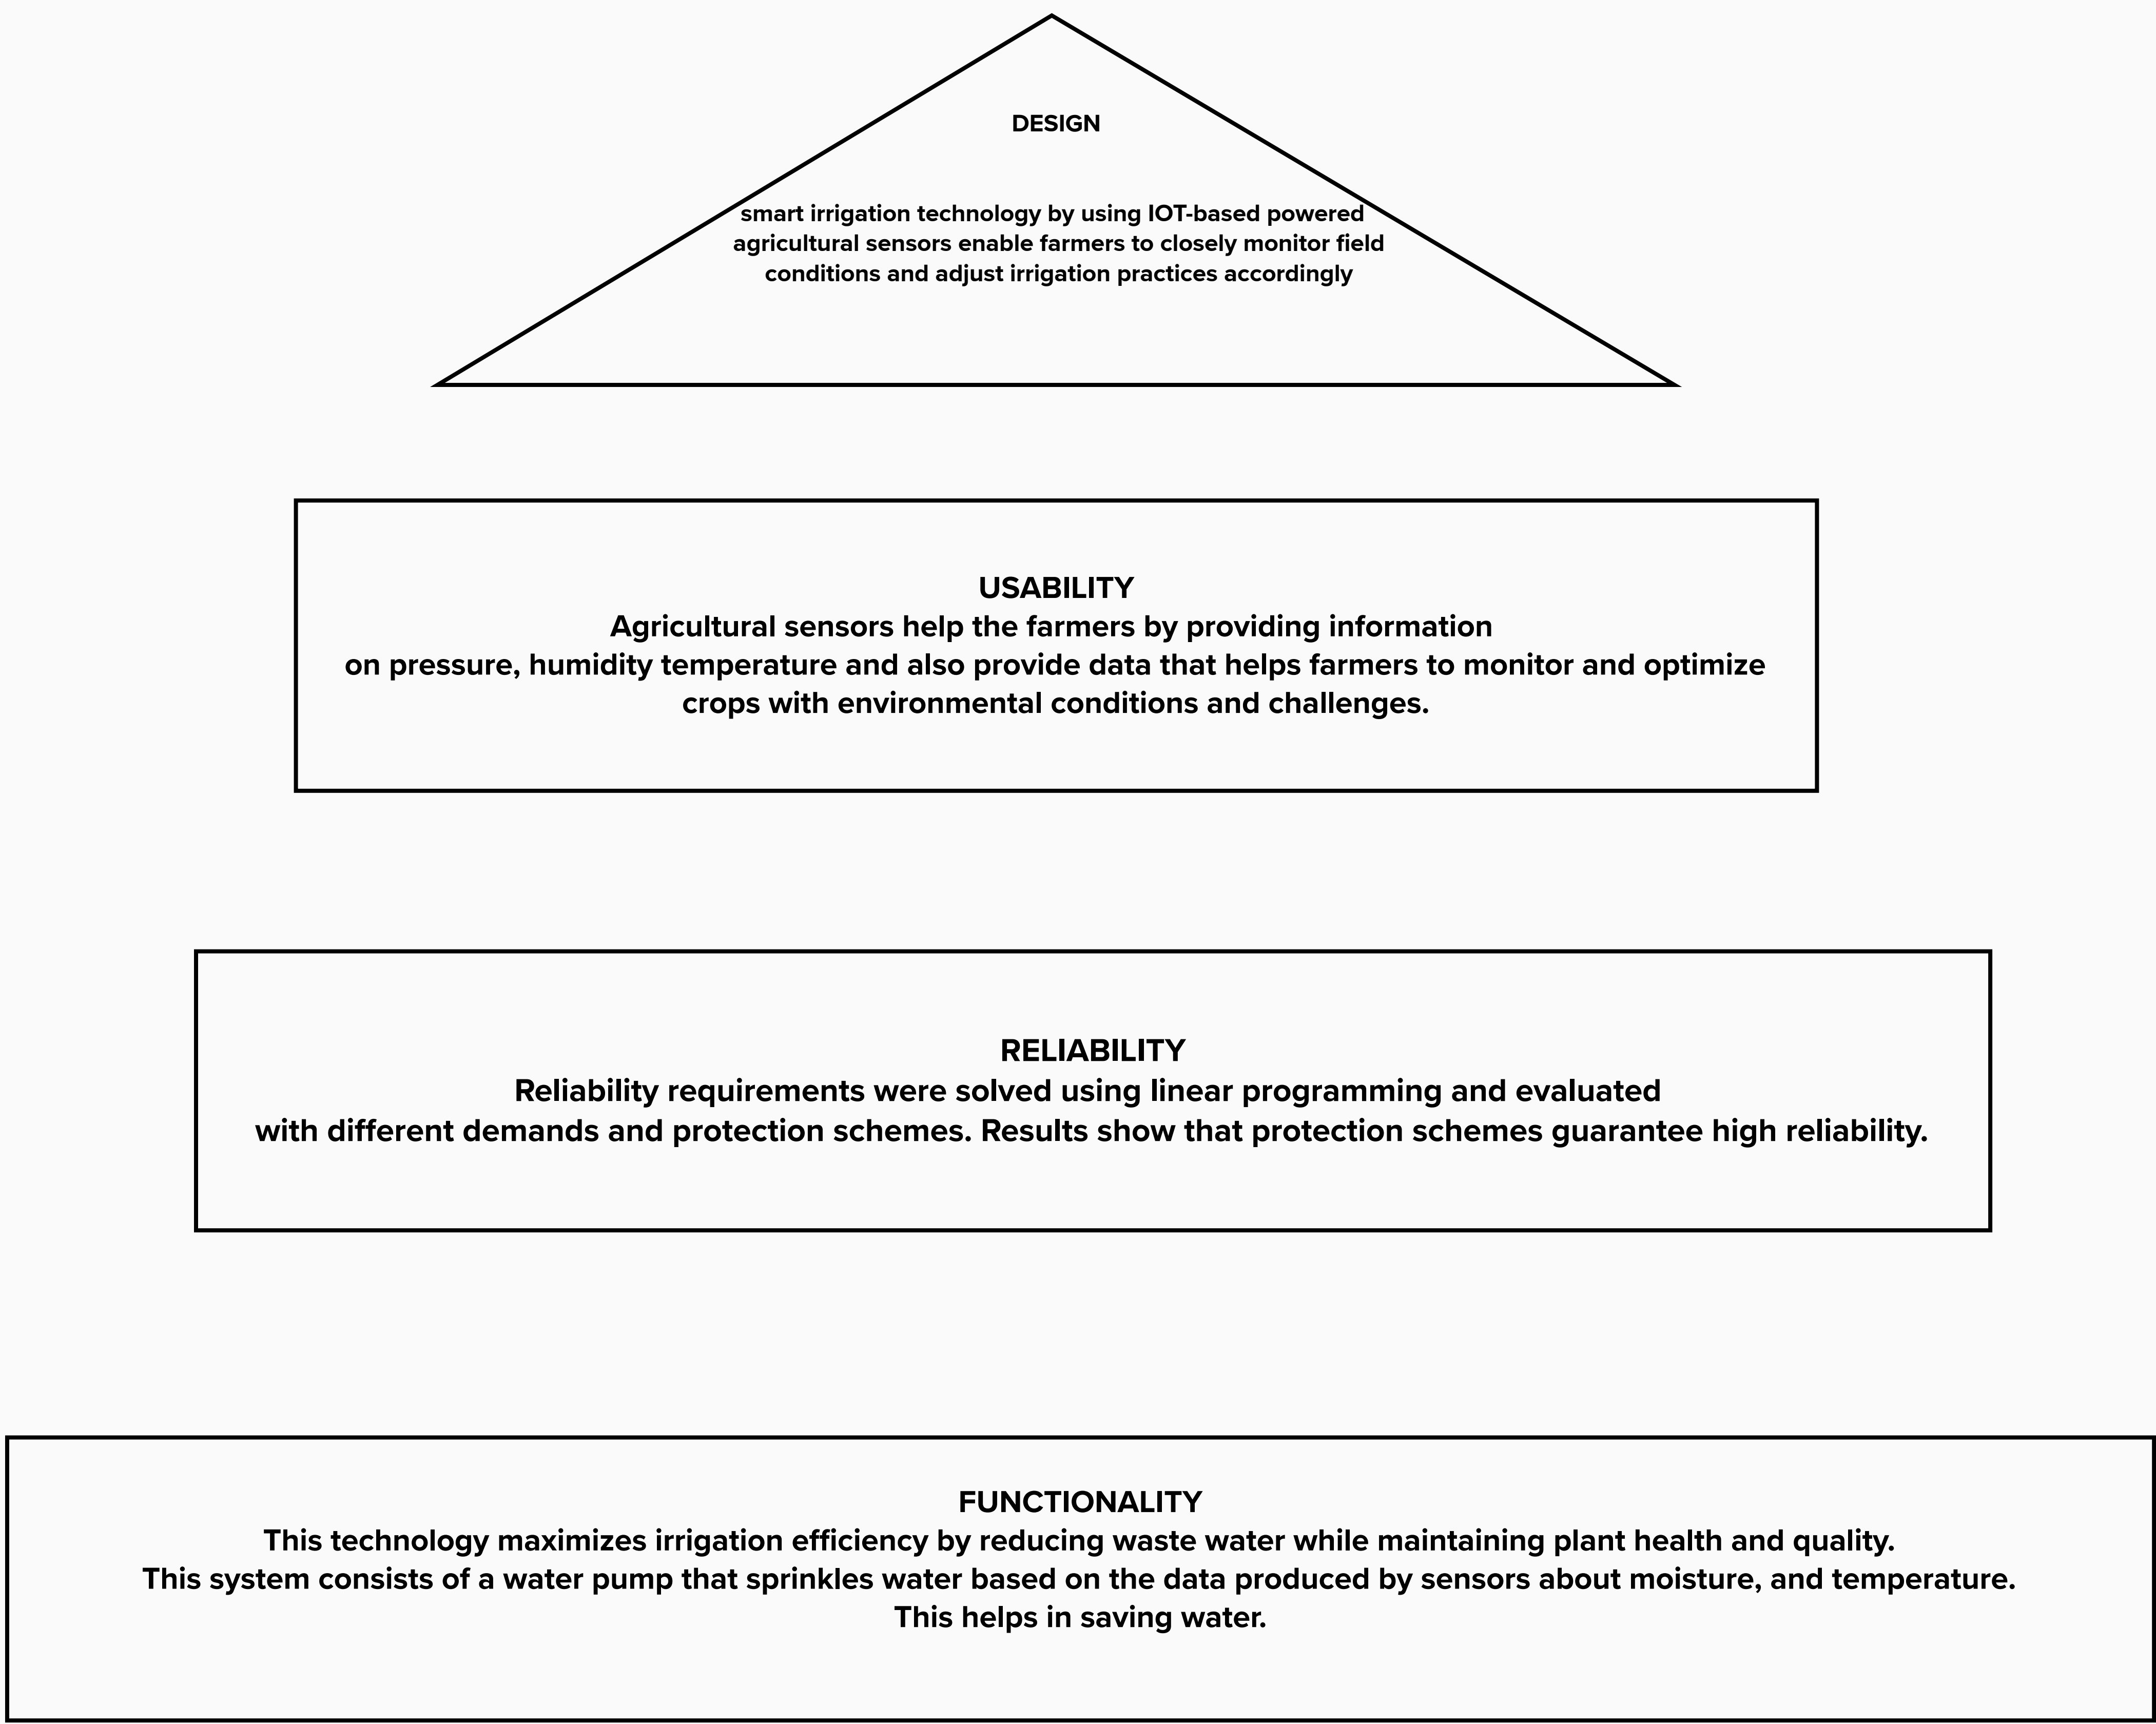 DESIGN
smart irrigation technology by using IOT-based powered
agricultural sensors enable farmers to closely monitor field
conditions and adjust irrigation practices accordingly
USABILITY
Agricultural sensors help the farmers by providing information
on pressure, humidity temperature and also provide data that helps farmers to monitor and optimize
crops with environmental conditions and challenges.
RELIABILITY
Reliability requirements were solved using linear programming and evaluated
with different demands and protection schemes. Results show that protection schemes guarantee high reliability.
FUNCTIONALITY
This technology maximizes irrigation efficiency by reducing waste water while maintaining plant health and quality.
This system consists of a water pump that sprinkles water based on the data produced by sensors about moisture, and temperature.
This helps in saving water.